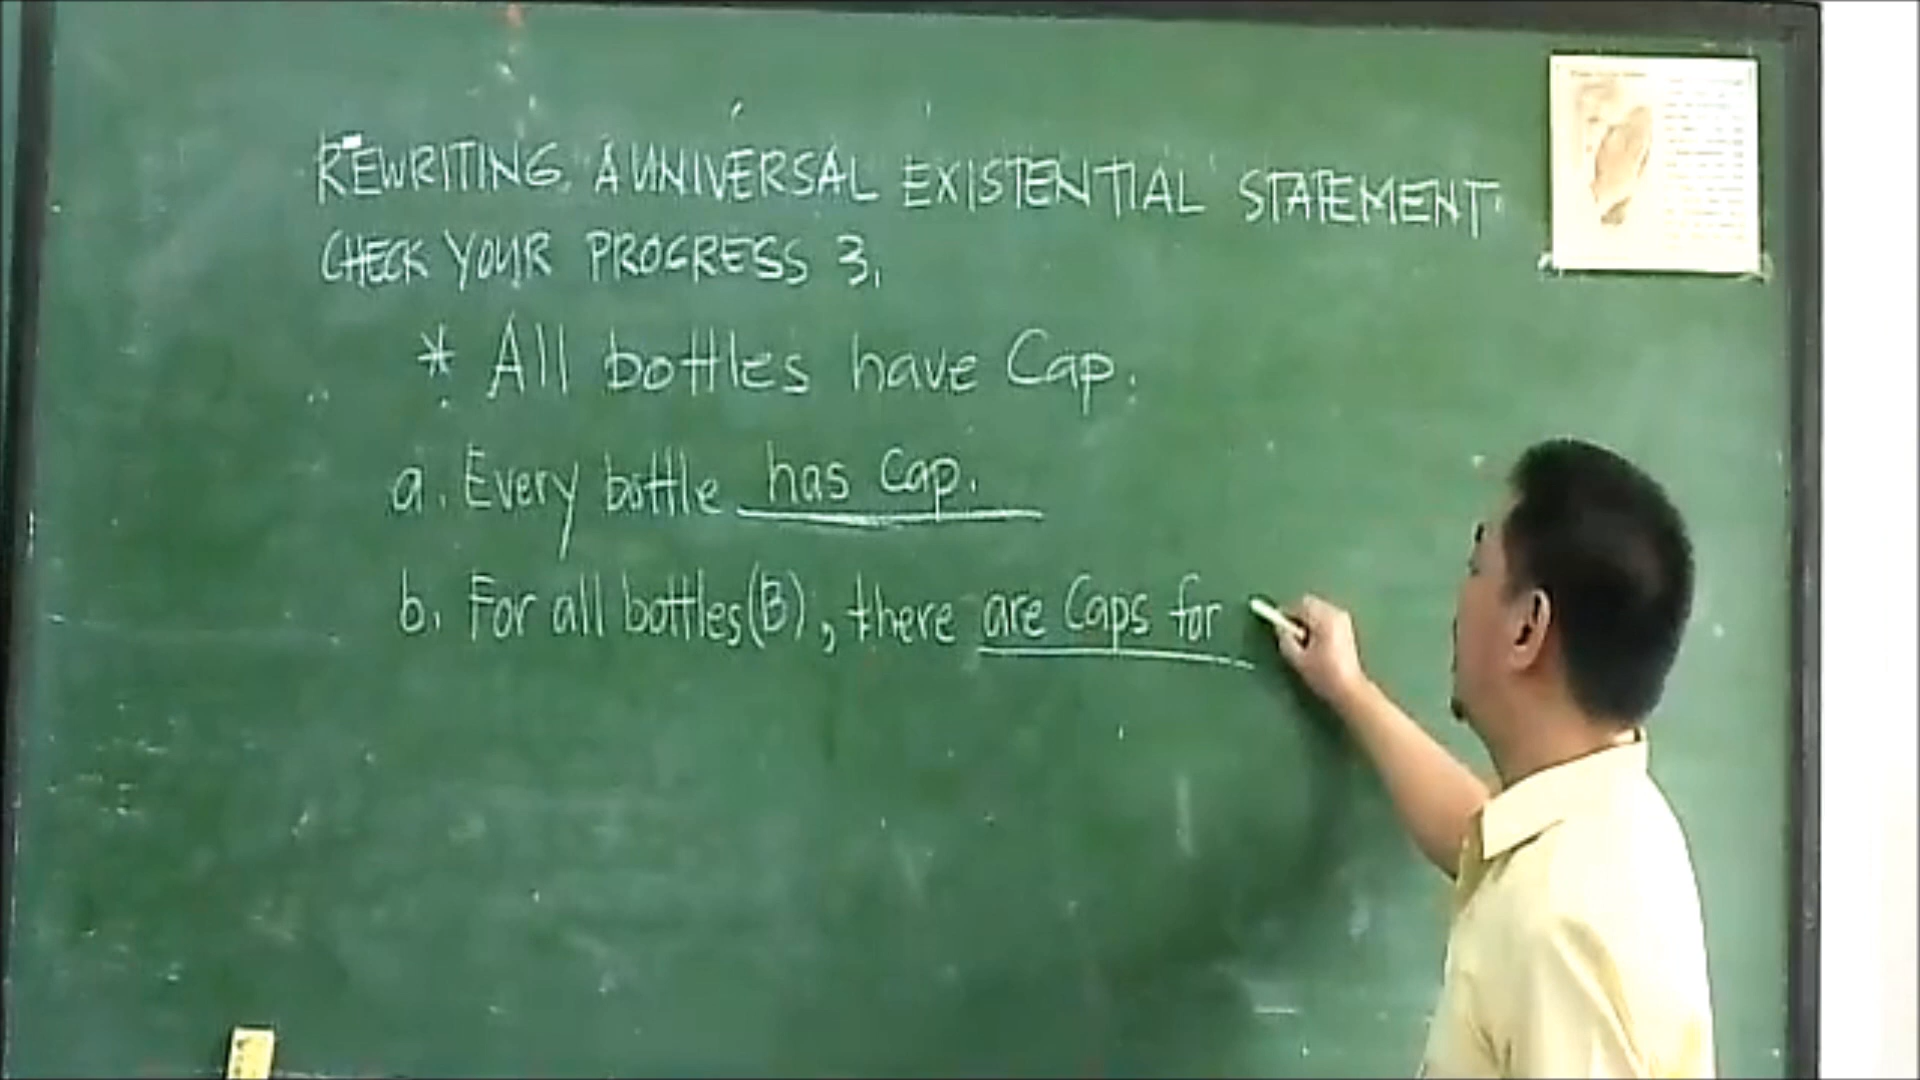 REWRITING A UNIVERSAL EXISTENTIAL STATEMENT.
CHECK YOUR PROGRESS 3.
* All bottles have Cap.
a. Every bottle has Cap.
b. For all bottles(B), there are Caps for